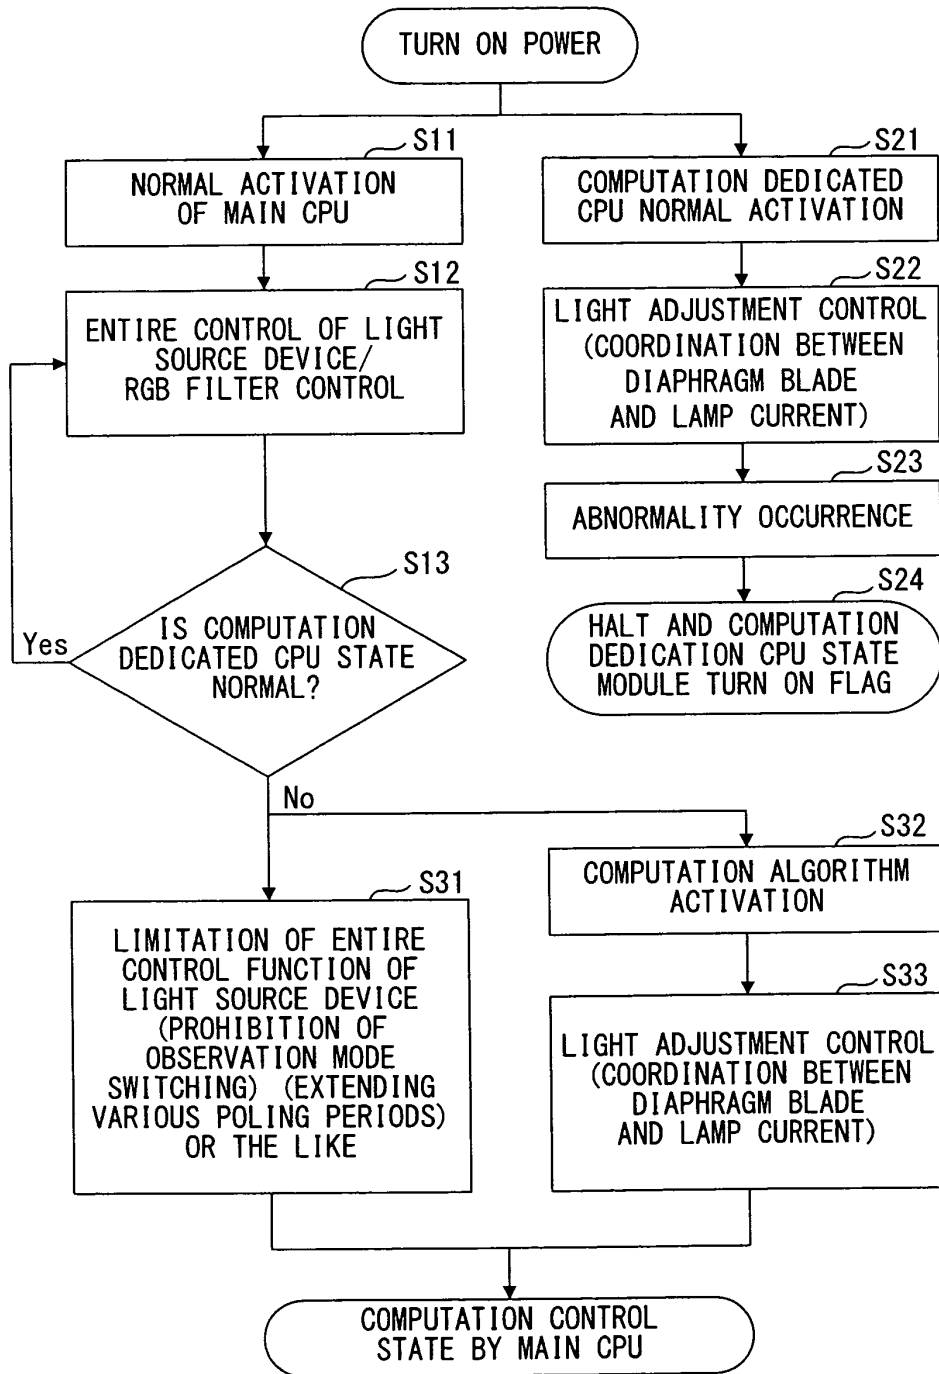 TURN ON POWER
S11
NORMAL ACTIVATION
OF MAIN CPU
S12
ENTIRE CONTROL OF LIGHT
SOURCE DEVICE/
RGB FILTER CONTROL
S13
IS COMPUTATION
DEDICATED CPU STATE
NORMAL?
Yes
No
S21
COMPUTATION DEDICATED
CPU NORMAL ACTIVATION
S22
LIGHT ADJUSTMENT CONTROL
(COORDINATION BETWEEN
DIAPHRAGM BLADE
AND LAMP CURRENT)
S23
ABNORMALITY OCCURRENCE
S24
HALT AND COMPUTATION
DEDICATION CPU STATE
MODULE TURN ON FLAG
S31
LIMITATION OF ENTIRE
CONTROL FUNCTION OF
LIGHT SOURCE DEVICE
(PROHIBITION OF
OBSERVATION MODE
SWITCHING) (EXTENDING
VARIOUS POLING PERIODS)
OR THE LIKE
S32
COMPUTATION ALGORITHM
ACTIVATION
S33
LIGHT ADJUSTMENT CONTROL
(COORDINATION BETWEEN
DIAPHRAGM BLADE
AND LAMP CURRENT)
COMPUTATION CONTROL
STATE BY MAIN CPU